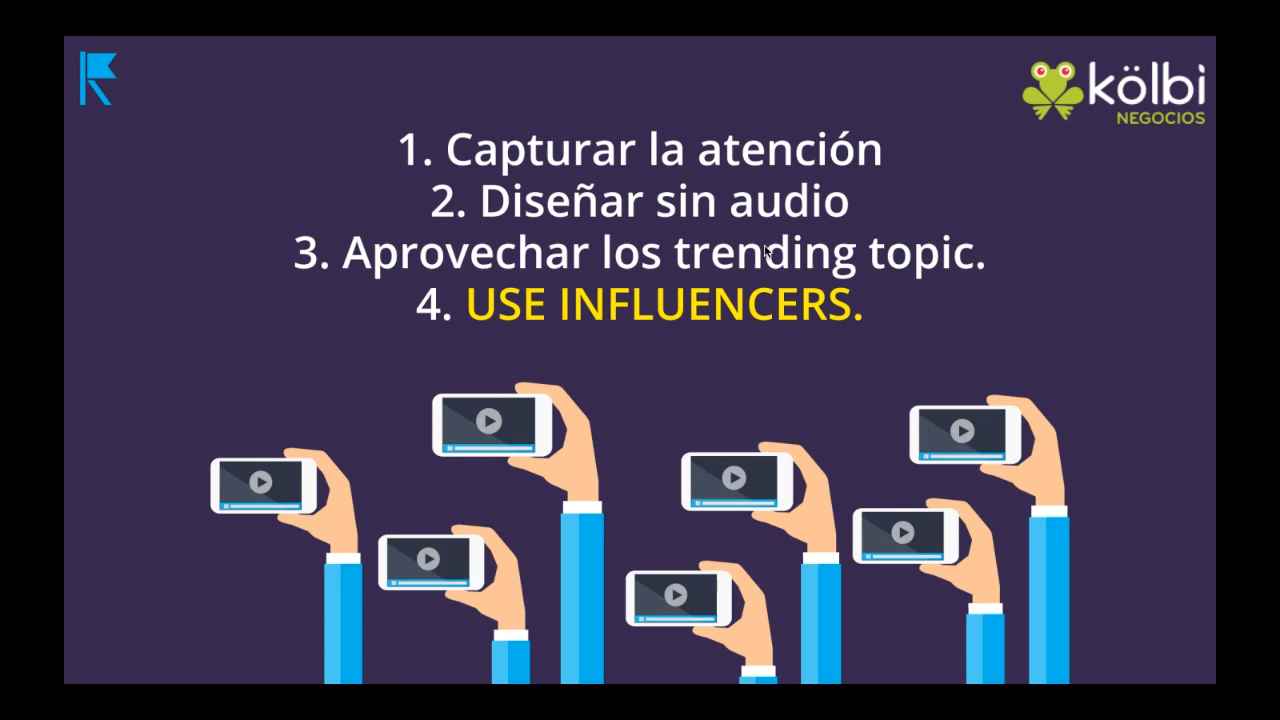 kölbi
NEGOCIOS
1. Capturar la atención
2. Diseñar sin audio
3. Aprovechar los trending topic.
4. USE INFLUENCERS.